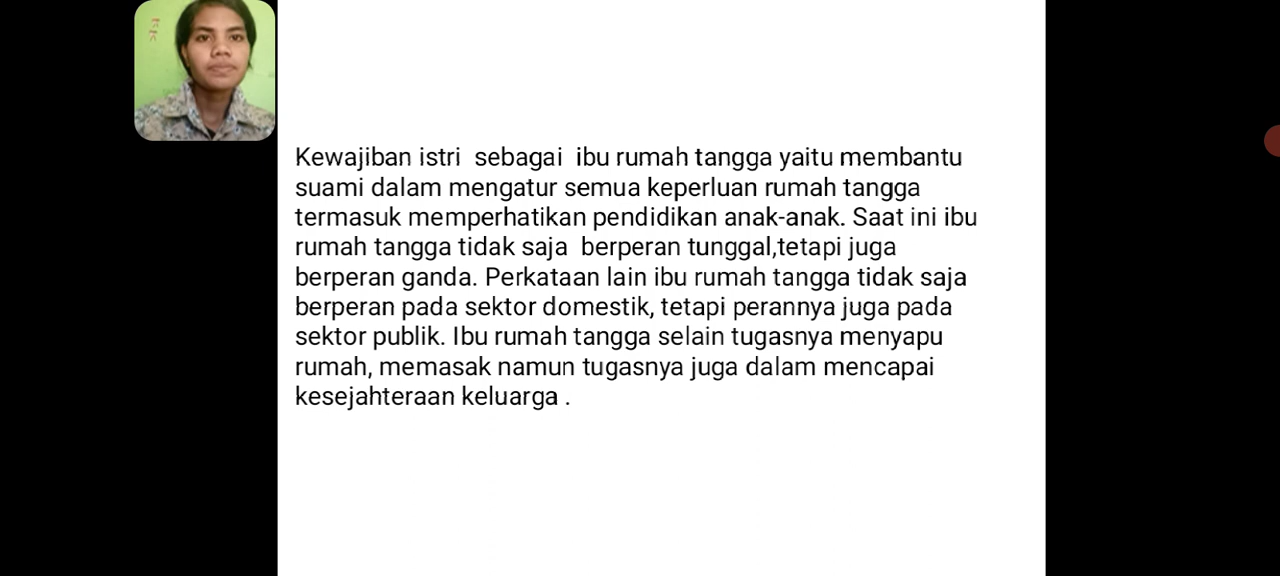 Kewajiban istri  sebagai  ibu rumah tangga yaitu membantu
suami dalam mengatur semua keperluan rumah tangga
termasuk memperhatikan pendidikan anak-anak. Saat ini ibu
rumah tangga tidak saja  berperan tunggal,tetapi juga
berperan ganda. Perkataan lain ibu rumah tangga tidak saja
berperan pada sektor domestik, tetapi perannya juga pada
sektor publik. Ibu rumah tangga selain tugasnya menyapu
rumah, memasak namun tugasnya juga dalam mencapai
kesejahteraan keluarga .